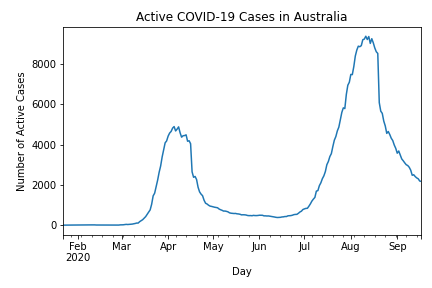 Active COVID-19 Cases in Australia
Number of Active Cases
8000
6000
4000
2000
0
Feb Mar Apr May Jun Jul Aug Sep
2020
Day